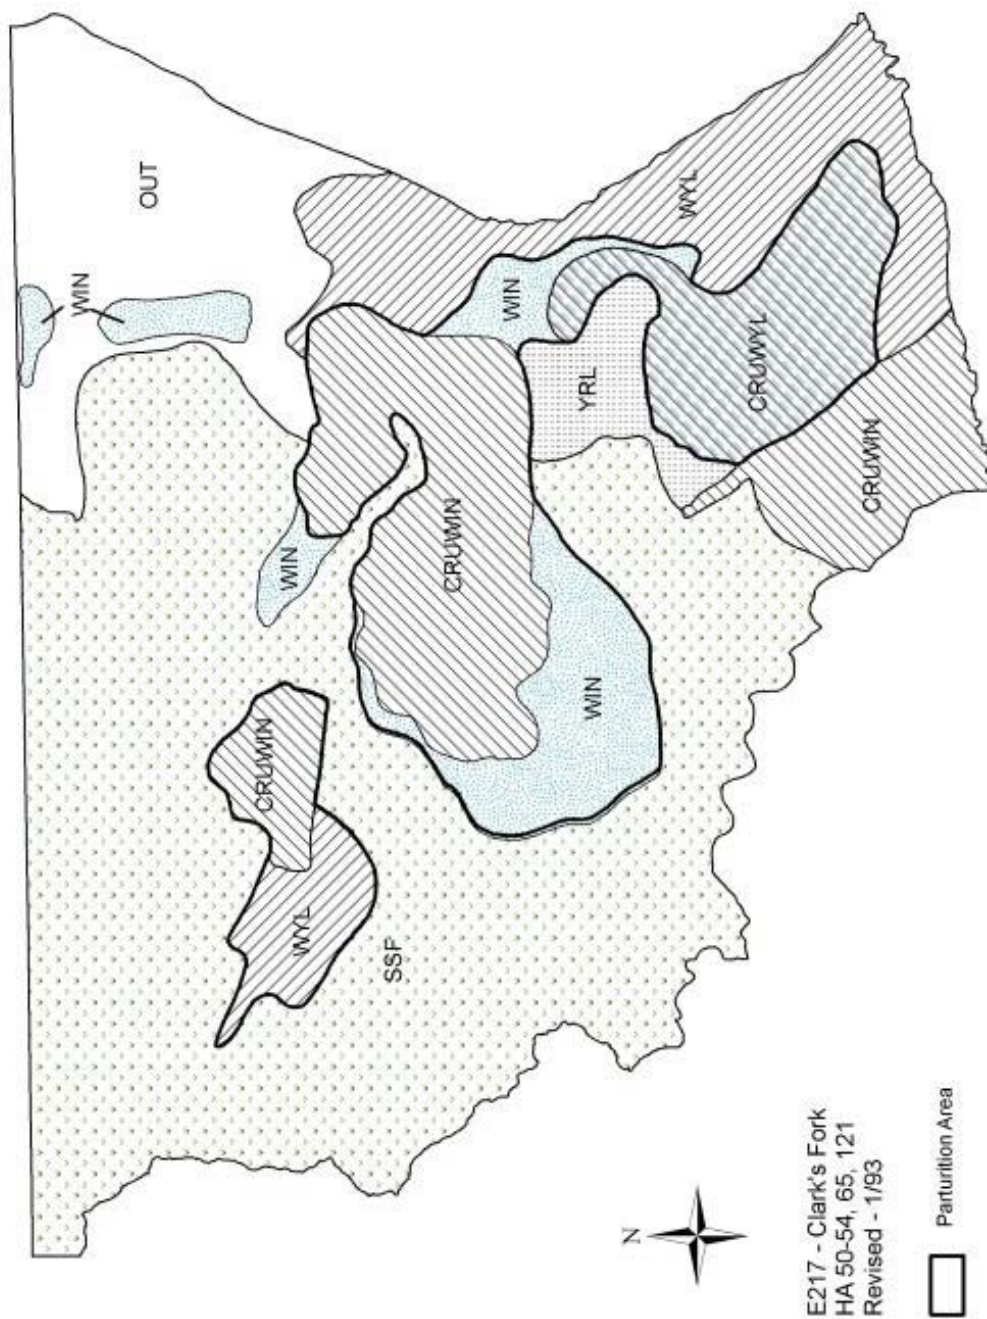 OUT
WIN
WIN
CRUWIN
WYL
SSF
CRUWIN
WIN
WIN
WYL
YRL
CRUWYL
CRUWIN
N
E217 - Clark's Fork
HA 50-54, 65, 121
Revised - 1/93
Parturition Area